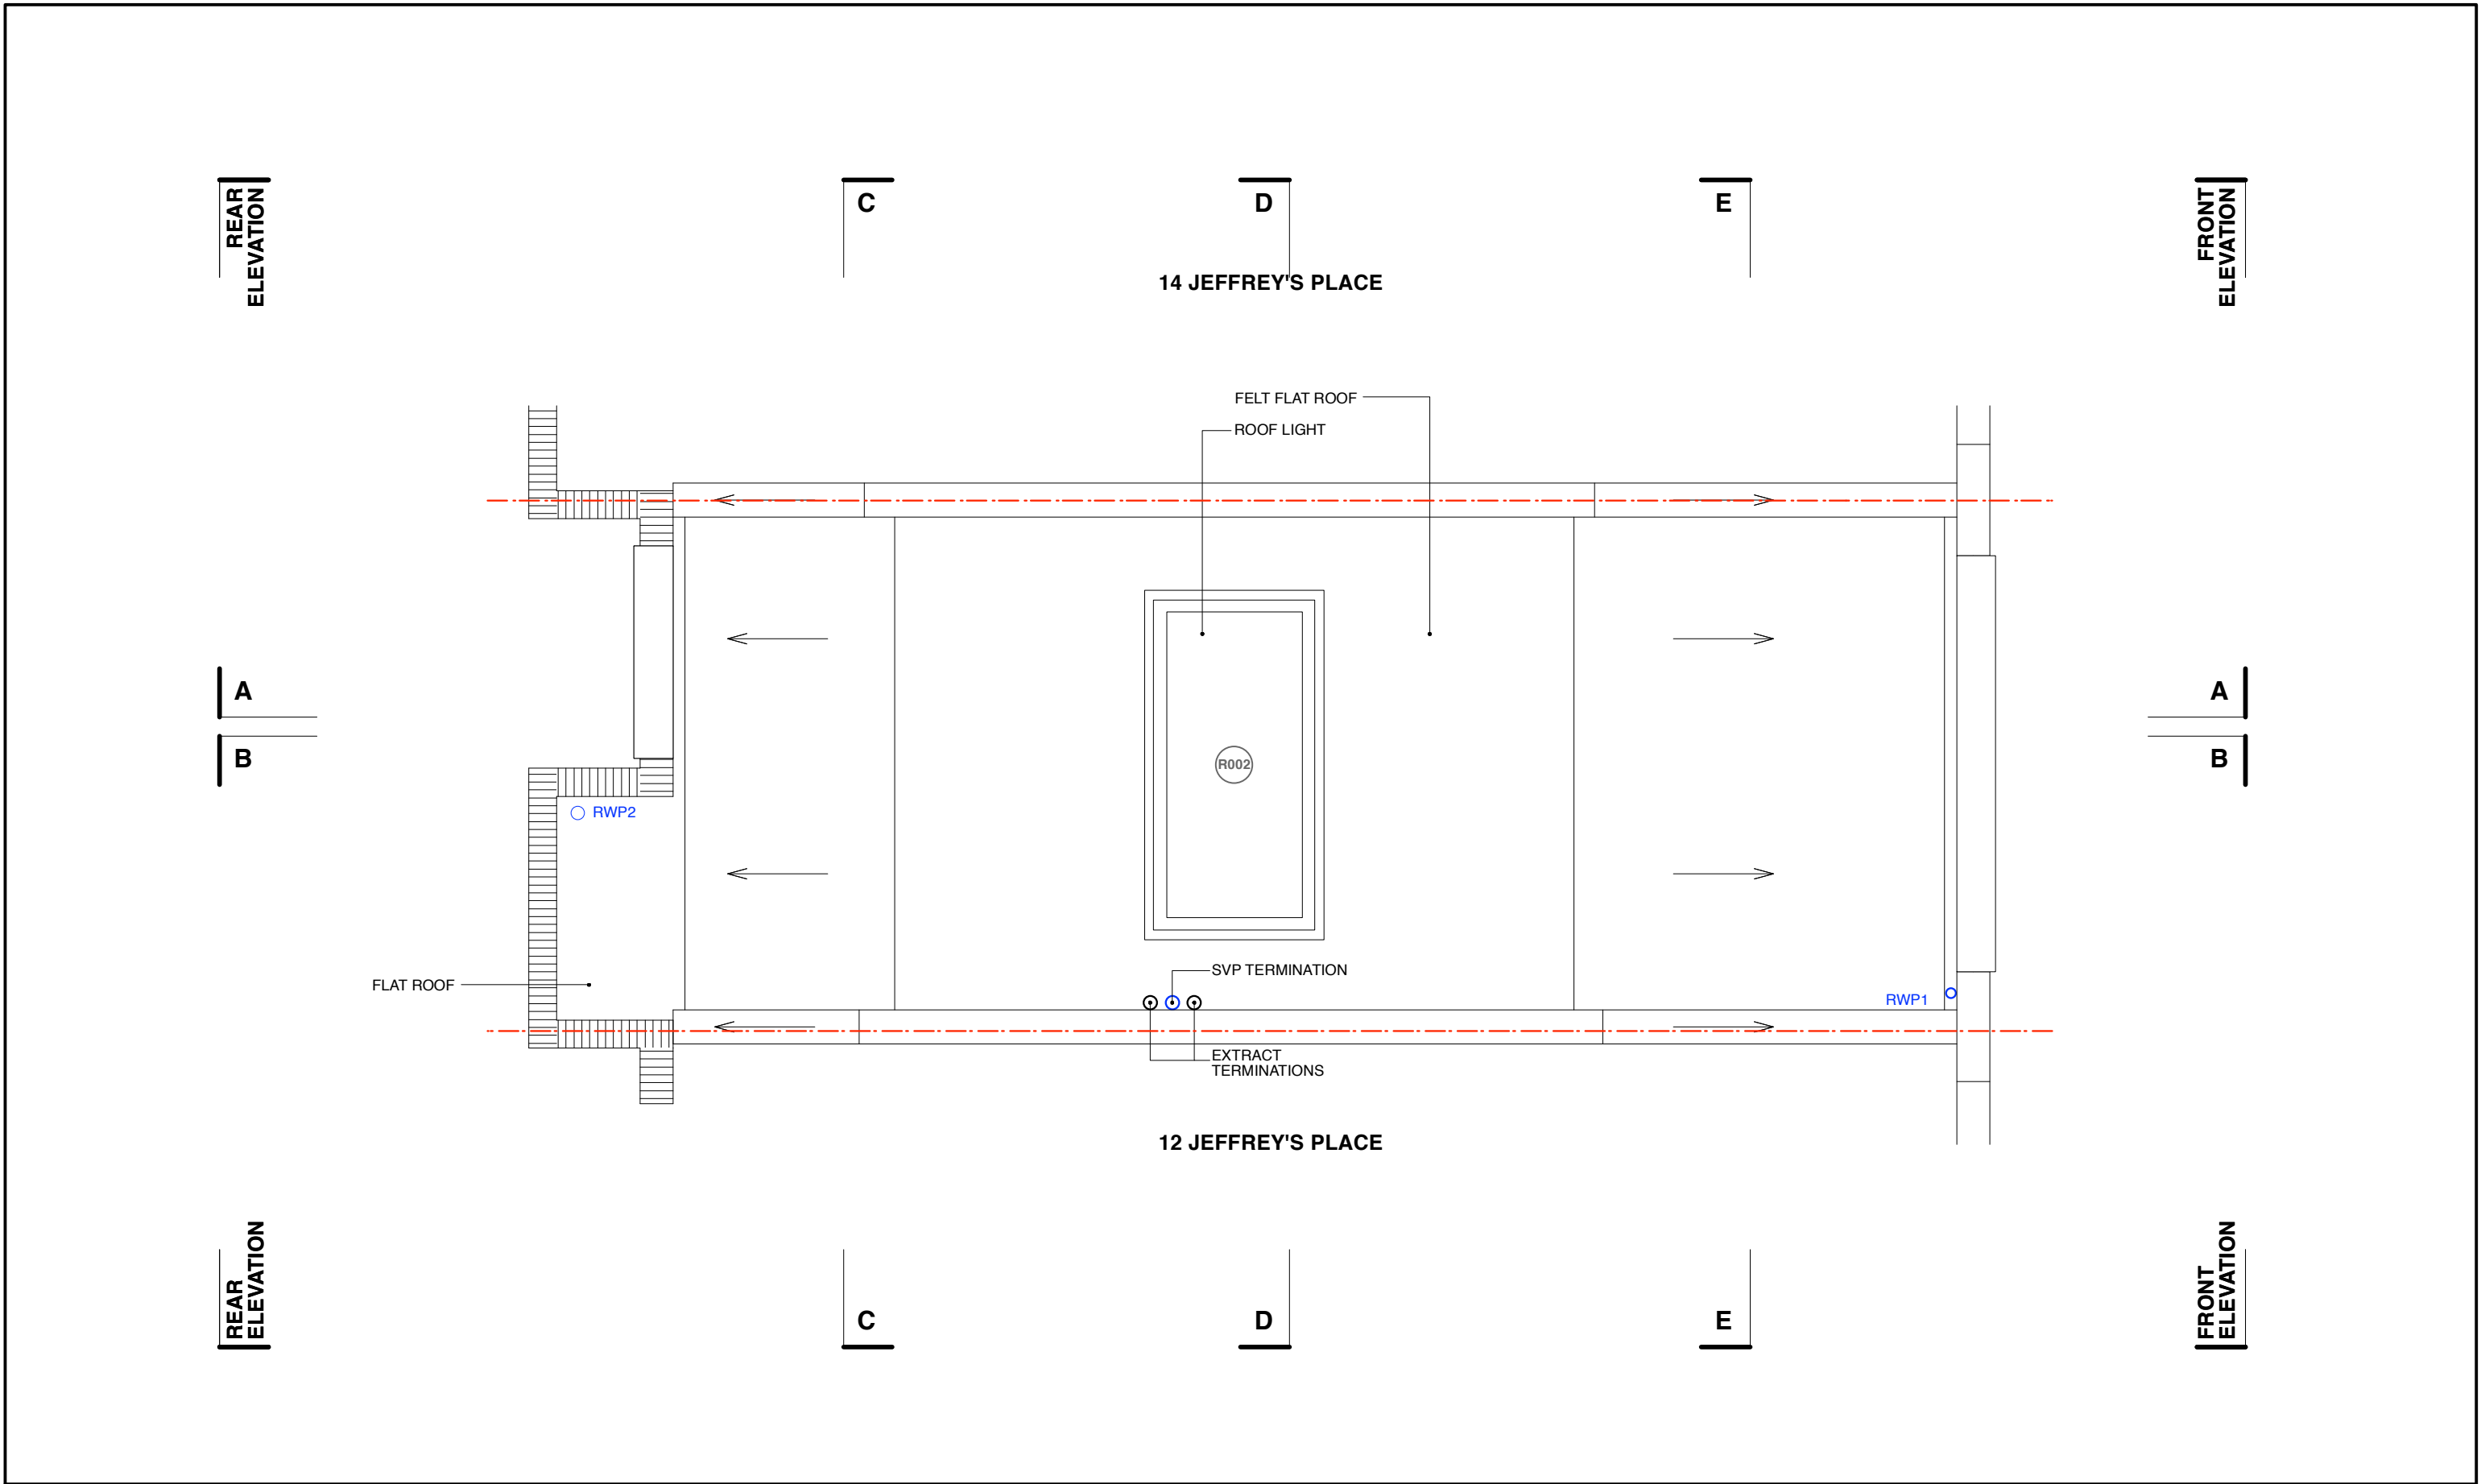 REAR
ELEVATION
C
D
E
FRONT
ELEVATION
14 JEFFREY'S PLACE
FELT FLAT ROOF
ROOF LIGHT
A
A
B
B
R002
RWP2
SVP TERMINATION
FLAT ROOF
RWP1
EXTRACT
TERMINATIONS
12 JEFFREY'S PLACE
REAR
ELEVATION
C
D
E
FRONT
ELEVATION